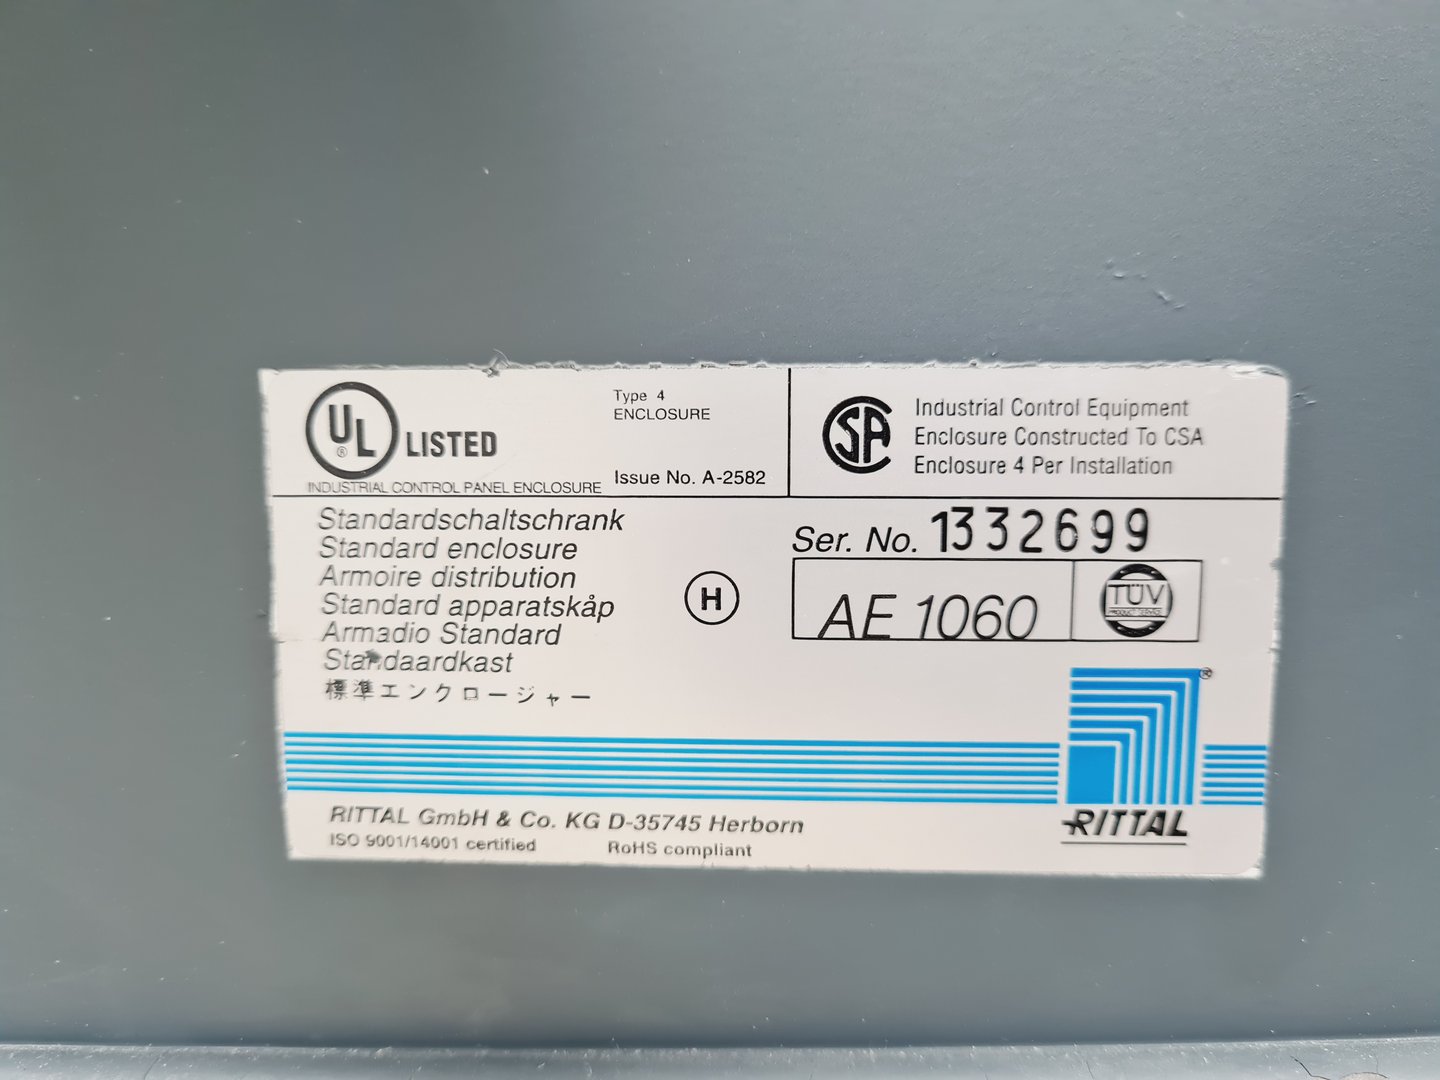 UL ® LISTED
INDUSTRIAL CONTROL PANEL ENCLOSURE
Type 4
ENCLOSURE
Issue No. A-2582
SA
Industrial Control Equipment
Enclosure Constructed To CSA
Enclosure 4 Per Installation
Standardschaltschrank
Standard enclosure
Armoire distribution
Standard apparatskåp
Armadio Standard
Standaardkast
標準エンクロージャー
H
Ser. No. 1332699
AE 1060
TÜV
PRODUCT SERVICE
®
RITTAL
RITTAL GmbH & Co. KG D-35745 Herborn
ISO 9001/14001 certified RoHS compliant